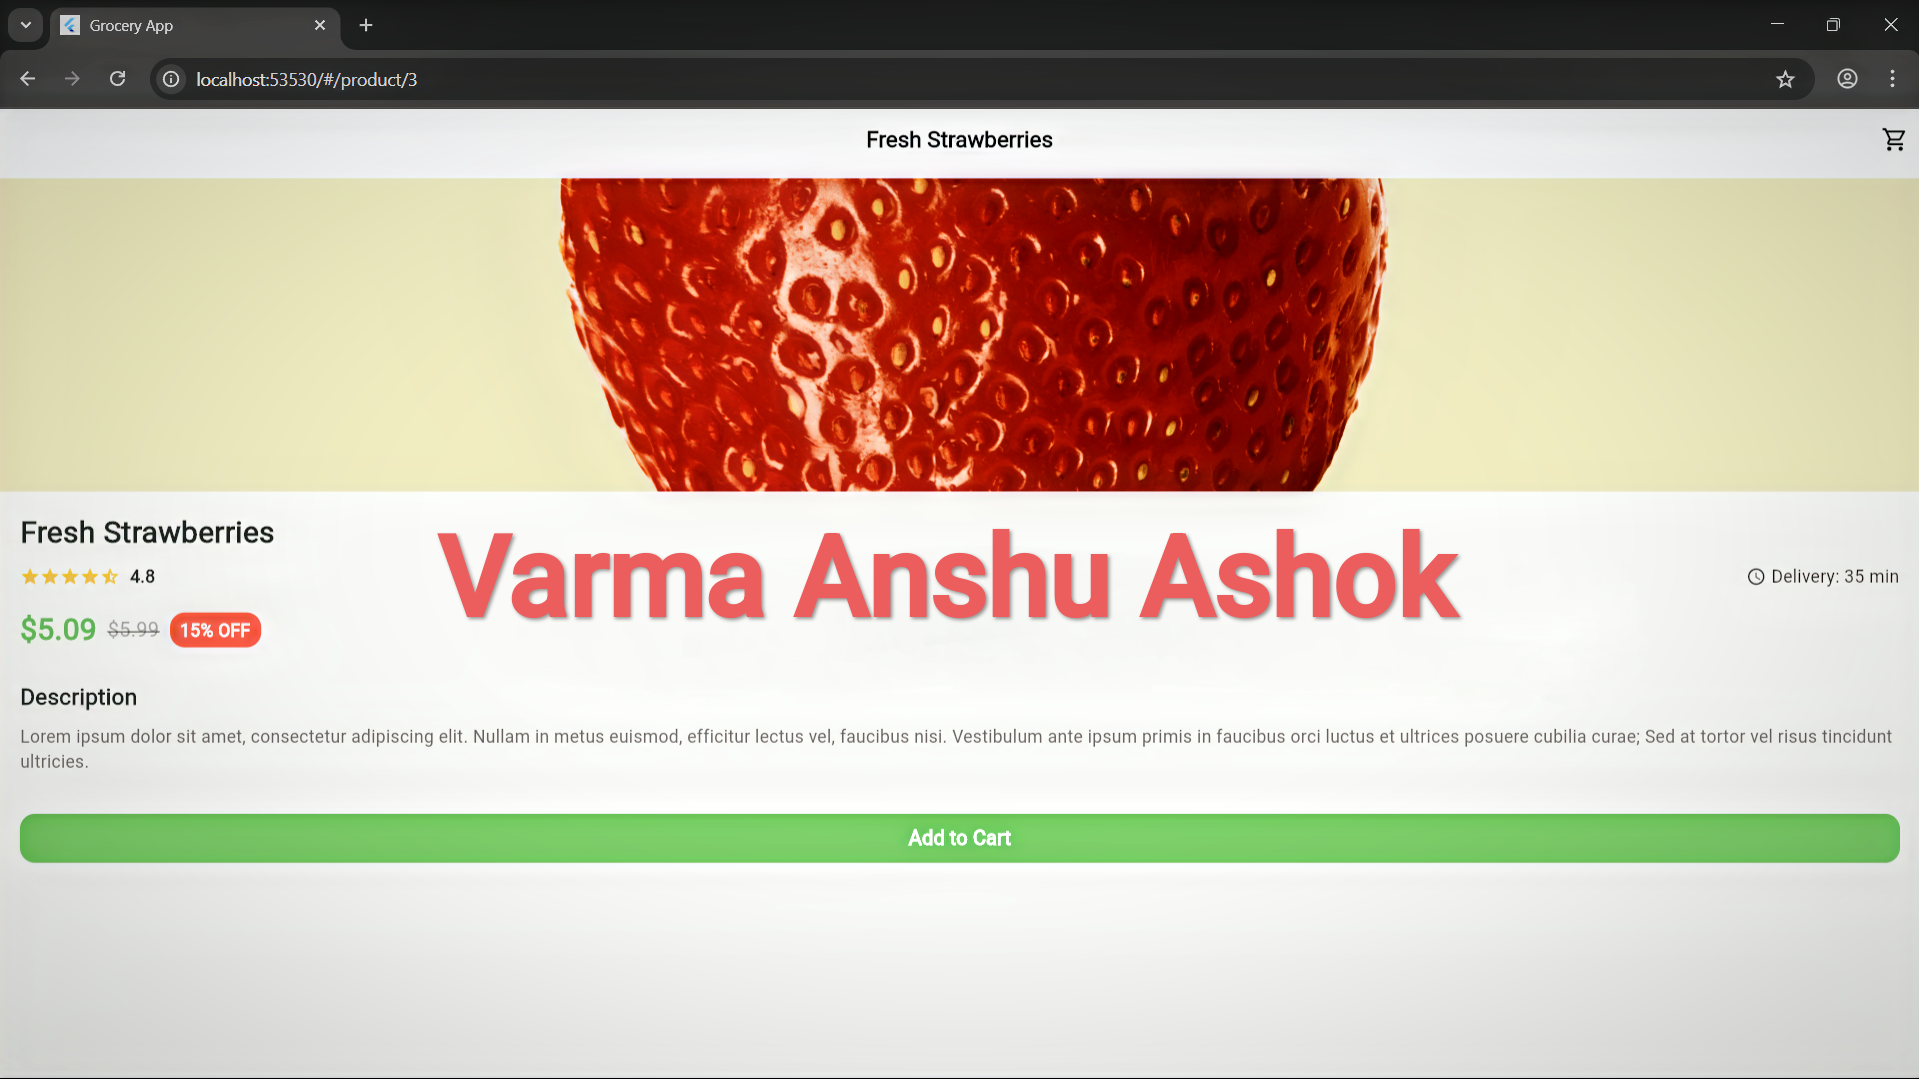 Grocery App
localhost:53530/#/product/3
Fresh Strawberries
Fresh Strawberries
Varma Anshu Ashok
4.8
Delivery: 35 min
$5.09 $5.99 15% OFF
Description
Lorem ipsum dolor sit amet, consectetur adipiscing elit. Nullam in metus euismod, efficitur lectus vel, faucibus nisi. Vestibulum ante ipsum primis in faucibus orci luctus et ultrices posuere cubilia curae; Sed at tortor vel risus tincidunt
ultricies.
Add to Cart